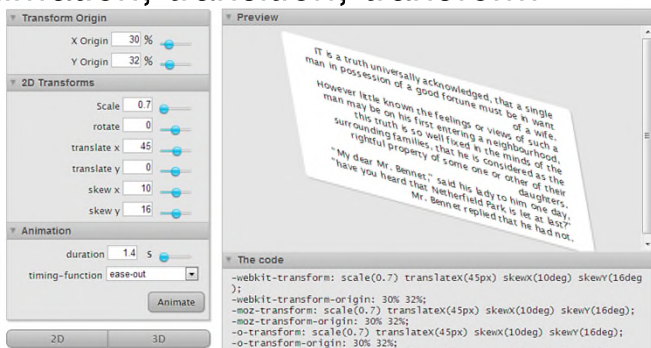 Transform Origin
X Origin 30 %
Y Origin 32 %
2D Transforms
Scale 0.7
rotate 0
translate x 45
translate y 0
skew x 10
skew y 16
Animation
duration 1.4 S
timing-function ease-out
Animate
2D 3D
Preview
IT is a truth universally acknowledged, that a single
man in possession of a good fortune must be in want
of a wife.
However little known the feelings or views of such a
man may be on his first entering a neighbourhood,
this truth is so well fixed in the minds of the
surrounding families, that he is considered as the
rightful property of some one or other of their
daughters.
"My dear Mr. Bennet," said his lady to him one day,
"have you heard that Netherfield Park is let at last?"
Mr. Bennet replied that he had not.
The code
-webkit-transform: scale(0.7) translatex(45px) skewX(10deg) skewY(16deg
);
-webkit-transform-origin: 30% 32%;
-moz-transform: scale(0.7) translatex(45px) skewX(10deg) skewY(16deg);
-moz-transform-origin: 30% 32%;
-o-transform: scale(0.7) translatex(45px) skewX(10deg) skewY(16deg);
-o-transform-origin: 30% 32%;